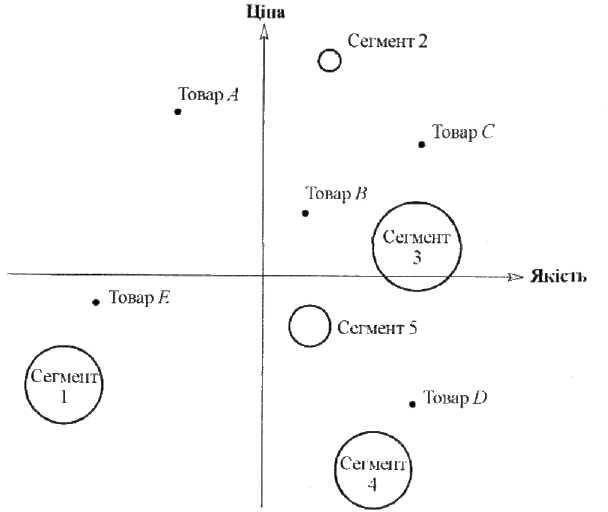 Ціна
Сегмент 2
Товар A
Товар C
Товар B
Сегмент
3
Якість
Товар E
Сегмент 5
Сегмент
1
Товар D
Сегмент
4